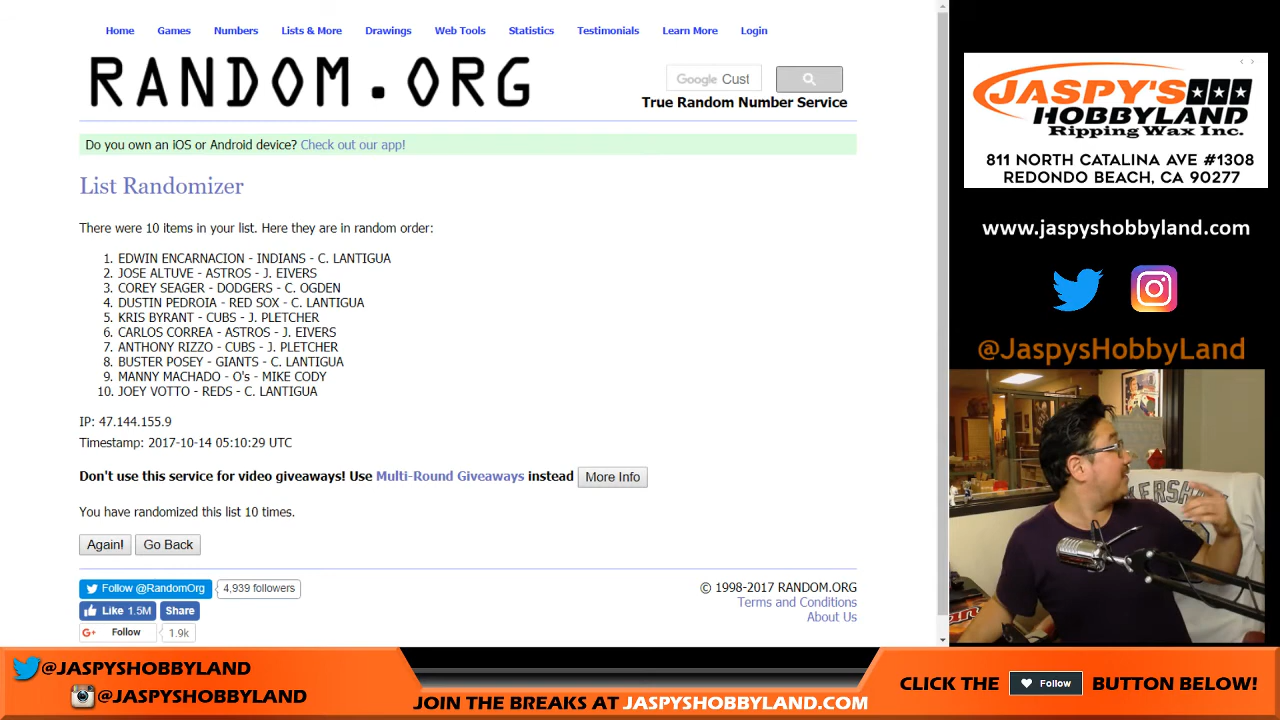 Home Games Numbers Lists & More Drawings Web Tools Statistics Testimonials Learn More Login
RANDOM.ORG
Google Cust
True Random Number Service
Do you own an iOS or Android device? Check out our app!
List Randomizer
There were 10 items in your list. Here they are in random order:
1. EDWIN ENCARNACION - INDIANS - C. LANTIGUA
2. JOSE ALTUVE - ASTROS - J. EIVERS
3. COREY SEAGER - DODGERS - C. OGDEN
4. DUSTIN PEDROIA - RED SOX - C. LANTIGUA
5. KRIS BYRANT - CUBS - J. PLETCHER
6. CARLOS CORREA - ASTROS - J. EIVERS
7. ANTHONY RIZZO - CUBS - J. PLETCHER
8. BUSTER POSEY - GIANTS - C. LANTIGUA
9. MANNY MACHADO - O's - MIKE CODY
10. JOEY VOTTO - REDS - C. LANTIGUA
IP: 47.144.155.9
Timestamp: 2017-10-14 05:10:29 UTC
Don't use this service for video giveaways! Use Multi-Round Giveaways instead More Info
You have randomized this list 10 times.
Again! Go Back
Follow @RandomOrg 4,939 followers
Like 1.5M Share
G+ Follow 1.9k
© 1998-2017 RANDOM.ORG
Terms and Conditions
About Us
JASPY'S
HOBBYLAND
Ripping Wax Inc.
811 NORTH CATALINA AVE #1308
REDONDO BEACH, CA 90277
www.jaspyshobbyland.com
@JaspysHobbyLand
@JASPYSHOBBYLAND
@JASPYSHOBBYLAND
JOIN THE BREAKS AT JASPYSHOBBYLAND.COM
CLICK THE Follow BUTTON BELOW!